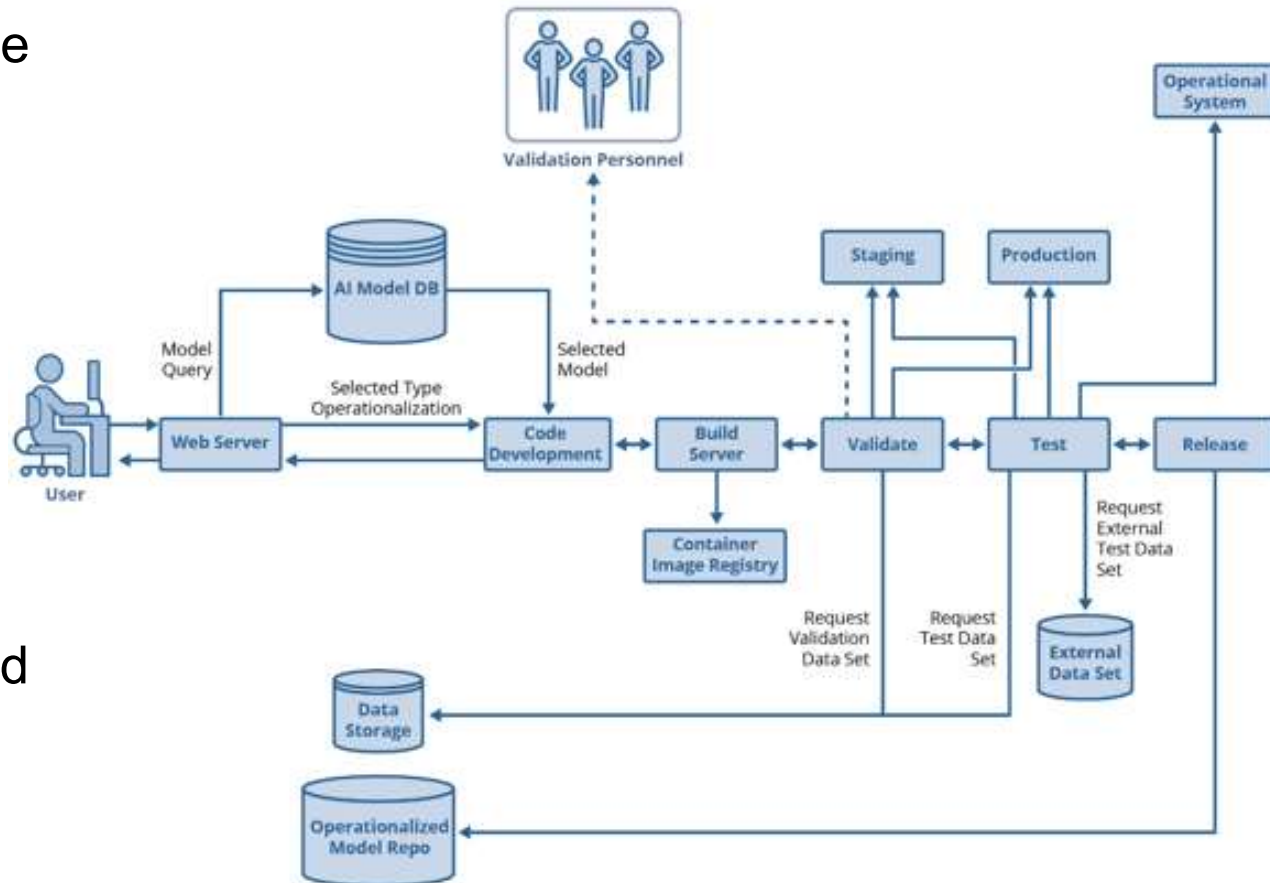 e
Validation Personnel
Operational
System
Staging
Production
AI Model DB
Model
Query
Selected
Model
Selected Type
Operationalization
Web Server
Code
Development
Build
Server
Validate
Test
Release
User
Container
Image Registry
Request
External
Test Data
Set
Request
Validation
Data Set
Request
Test Data
Set
External
Data Set
d
Data
Storage
Operationalized
Model Repo